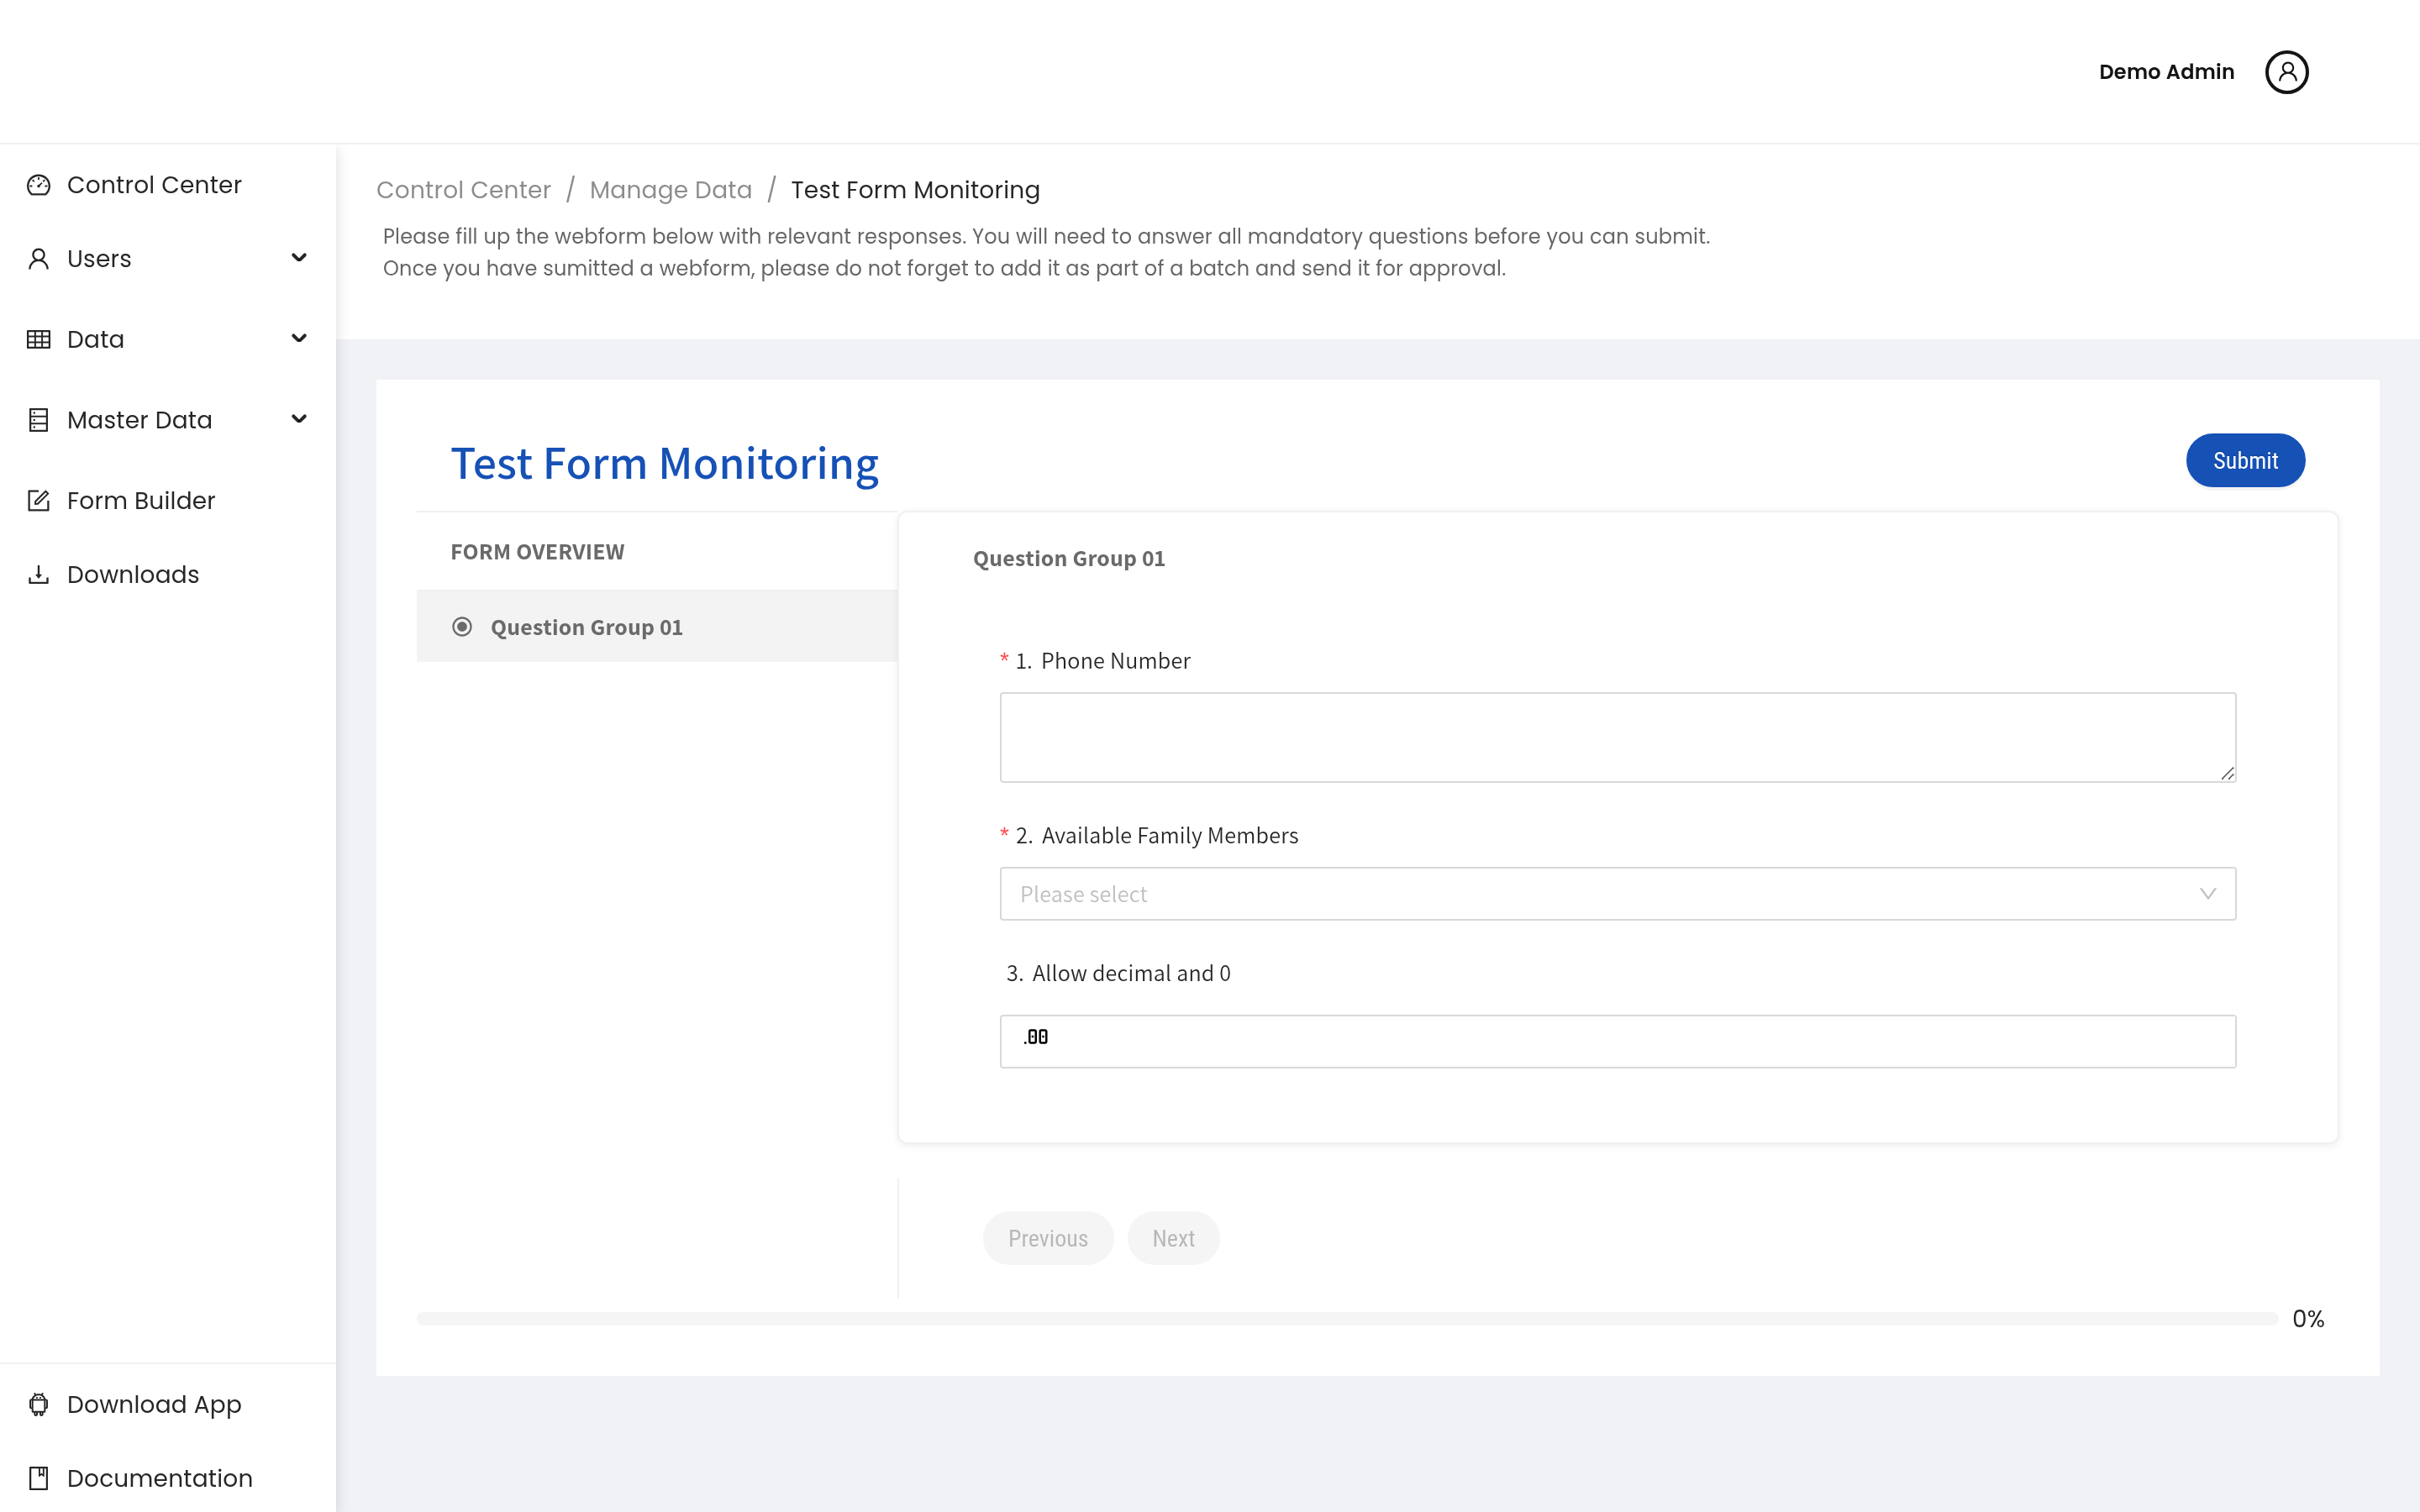 Demo Admin
Control Center
Users
Data
Master Data
Form Builder
Downloads
Download App
Documentation
Control Center / Manage Data / Test Form Monitoring
Please fill up the webform below with relevant responses. You will need to answer all mandatory questions before you can submit.
Once you have sumitted a webform, please do not forget to add it as part of a batch and send it for approval.
Test Form Monitoring
Submit
FORM OVERVIEW
Question Group 01
Question Group 01
* 1. Phone Number
* 2. Available Family Members
Please select
3. Allow decimal and 0
.00
Previous
Next
0%